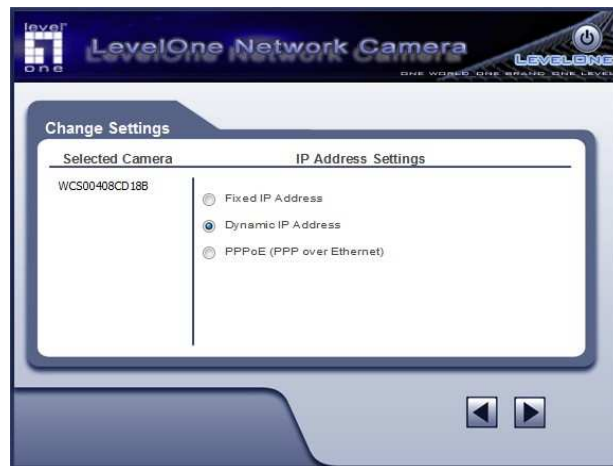 level
one
LevelOne Network Camera
LEVELONE
ONE WORLD ONE BRAND ONE LEVEL
Change Settings
Selected Camera
IP Address Settings
WCS00408CD18B
Fixed IP Address
Dynamic IP Address
PPPoE (PPP over Ethernet)